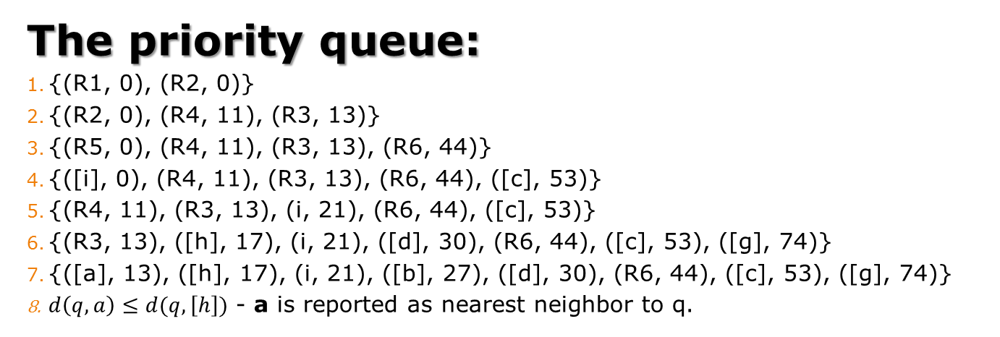 The priority queue:
1. {(R1, 0), (R2, 0)}
2. {(R2, 0), (R4, 11), (R3, 13)}
3. {(R5, 0), (R4, 11), (R3, 13), (R6, 44)}
4. {([i], 0), (R4, 11), (R3, 13), (R6, 44), ([c], 53)}
5. {(R4, 11), (R3, 13), (i, 21), (R6, 44), ([c], 53)}
6. {(R3, 13), ([h], 17), (i, 21), ([d], 30), (R6, 44), ([c], 53), ([g], 74)}
7. {([a], 13), ([h], 17), (i, 21), ([b], 27), ([d], 30), (R6, 44), ([c], 53), ([g], 74)}
8. d(q, a) ≤ d(q, [h]) - a is reported as nearest neighbor to q.